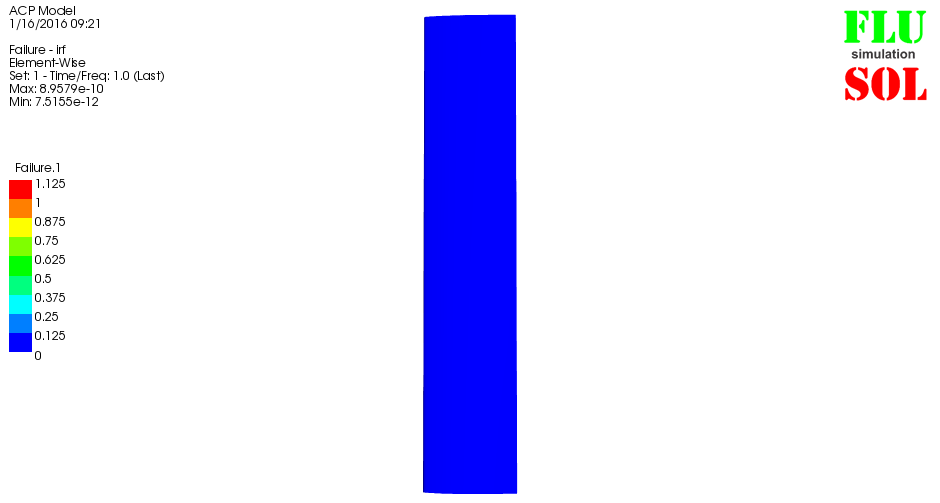 ACP Model
1/16/2016 09:21
Failure - irf
Element-Wise
Set: 1 - Time/Freq: 1.0 (Last)
Max: 8.9579e-10
Min: 7.5155e-12
FLU
simulation
SOL
Failure.1
1.125
1
0.875
0.75
0.625
0.5
0.375
0.25
0.125
0